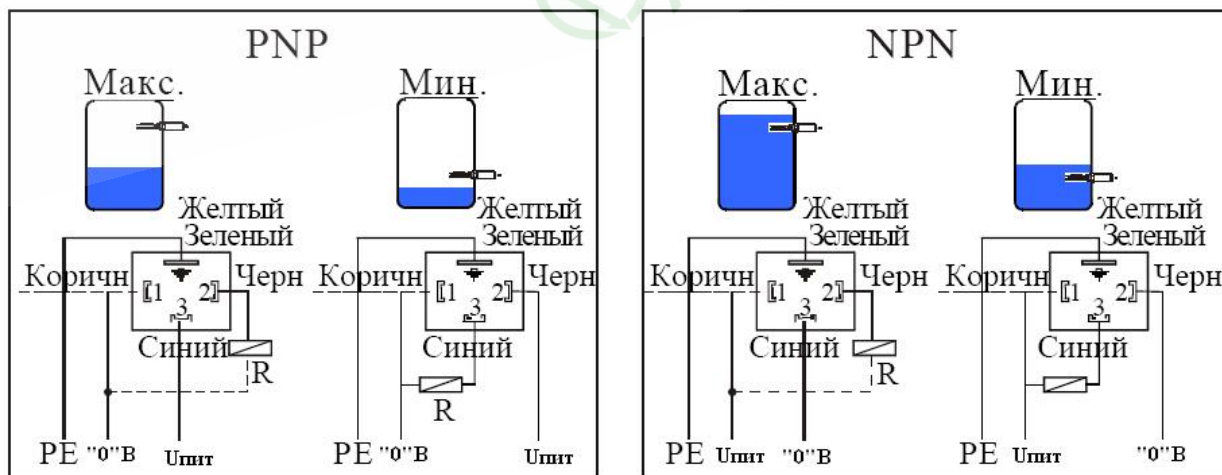 PNP
Макс. Мин.
Желтый Желтый
Зеленый Зеленый
Коричн Черн Коричн Черн
1 2 1 2
3 3
Синий Синий
R
R
PE "0"В Uпит PE "0"В Uпит
NPN
Макс. Мин.
Желтый Желтый
Зеленый Зеленый
Коричн Черн Коричн Черн
1 2 1 2
3 3
Синий Синий
R
PE Uпит "0"В PE Uпит "0"В